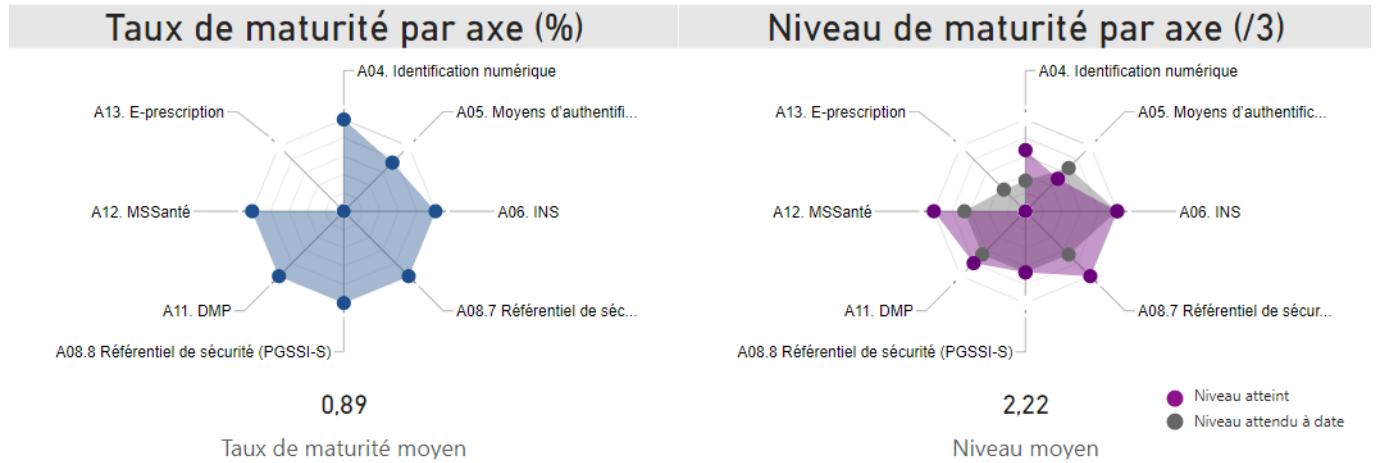 Taux de maturité par axe (%)
A04. Identification numérique
A13. E-prescription
A05. Moyens d'authentifi...
A12. MSSanté
A06. INS
A11. DMP
A08.7 Référentiel de séc...
A08.8 Référentiel de sécurité (PGSSI-S)
0,89
Taux de maturité moyen
Niveau de maturité par axe (/3)
A04. Identification numérique
A13. E-prescription
A05. Moyens d'authentific...
A12. MSSanté
A06. INS
A11. DMP
A08.7 Référentiel de sécur...
A08.8 Référentiel de sécurité (PGSSI-S)
2,22
Niveau moyen
Niveau atteint
Niveau attendu à date